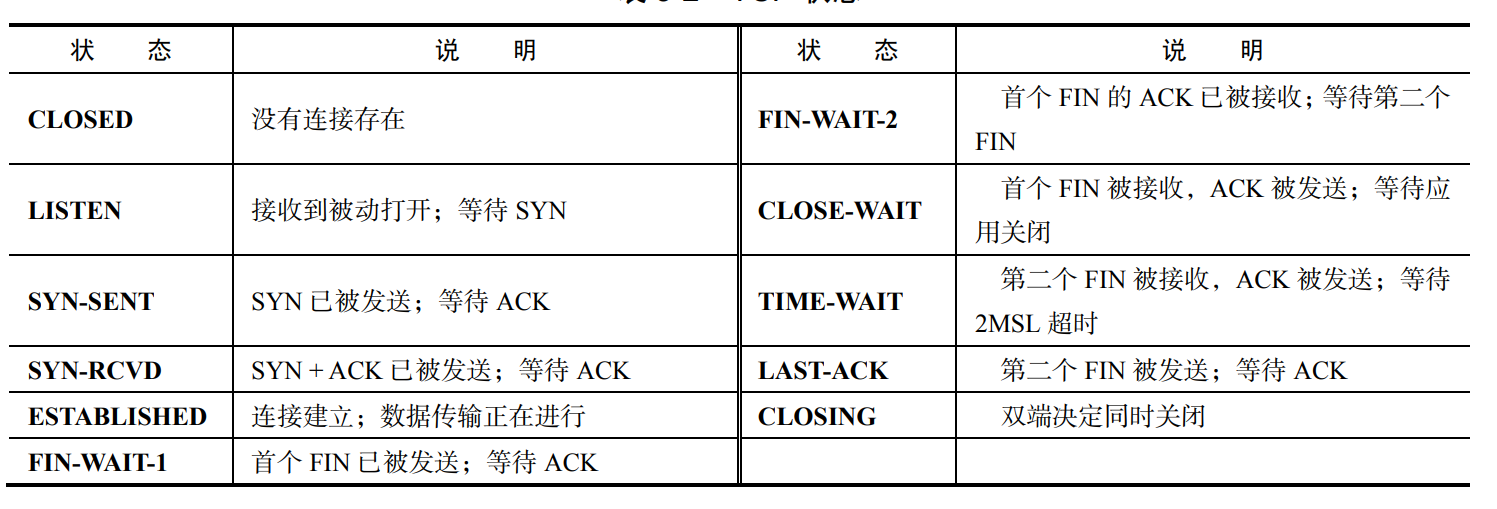 状 态 说 明 状 态 说 明
CLOSED 没有连接存在 FIN-WAIT-2 首个 FIN 的 ACK 已被接收；等待第二个
FIN
LISTEN 接收到被动打开；等待 SYN CLOSE-WAIT 首个 FIN 被接收，ACK 被发送；等待应
用关闭
SYN-SENT SYN 已被发送；等待 ACK TIME-WAIT 第二个 FIN 被接收，ACK 被发送；等待
2MSL 超时
SYN-RCVD SYN + ACK 已被发送；等待 ACK LAST-ACK 第二个 FIN 被发送；等待 ACK
ESTABLISHED 连接建立；数据传输正在进行 CLOSING 双端决定同时关闭
FIN-WAIT-1 首个 FIN 已被发送；等待 ACK